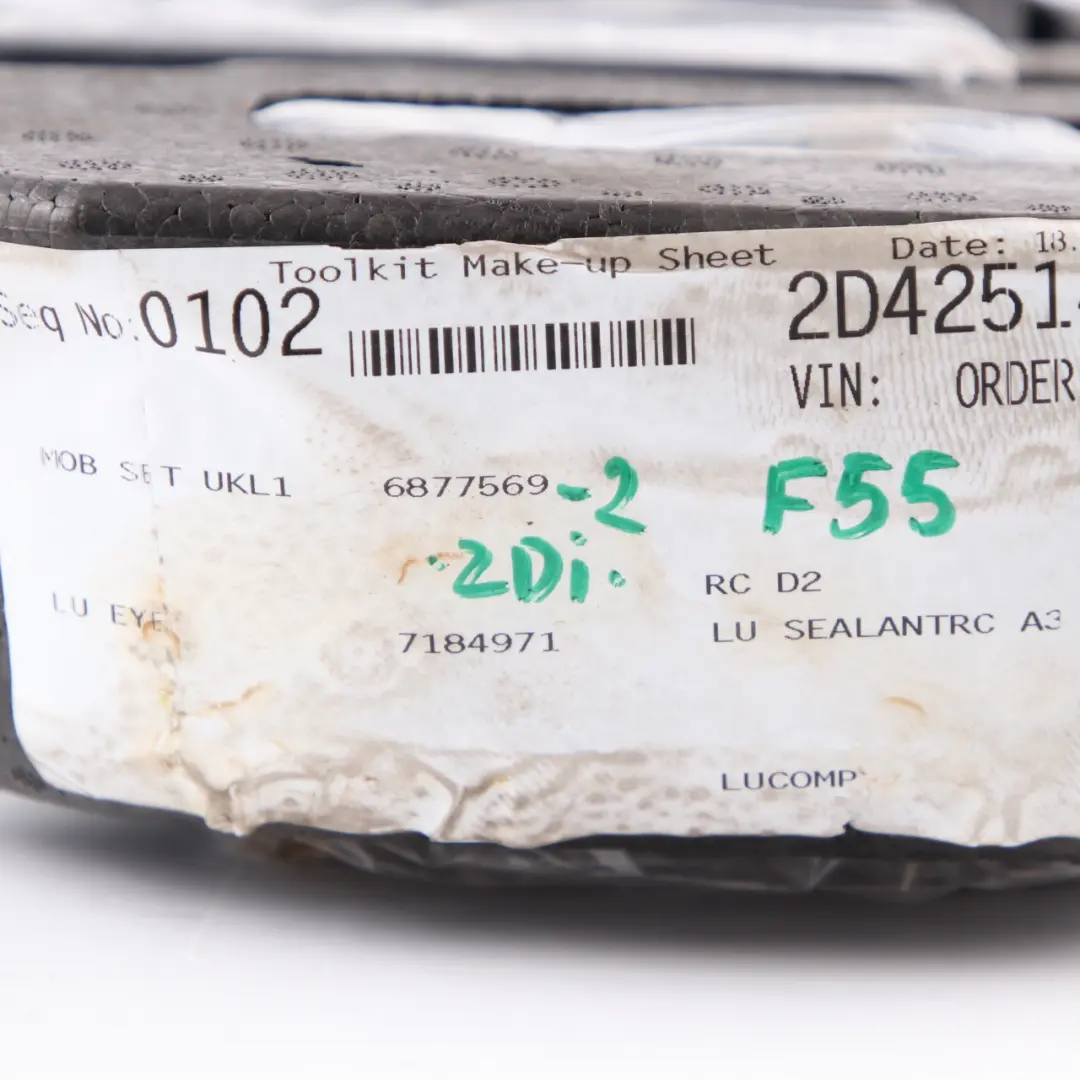 Toolkit Make-up Sheet Date: 18.
Seq No: 0102 2D4251
VIN: ORDER
MOB SET UKL1 6877569 -2 F55
2Di.
RC D2
LU EYE 7184971 LU SEALANTRC A3
LUCOMP